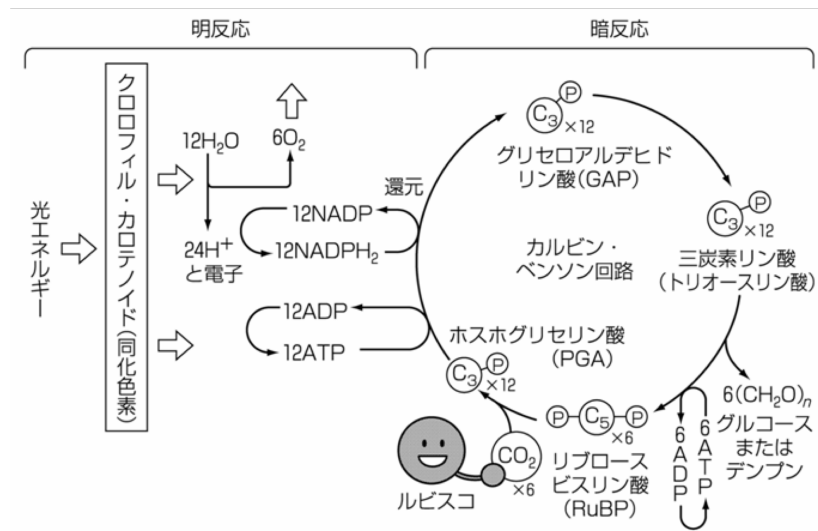 明反応
暗反応
光エネルギー
クロロフィル・カロテノイド(同化色素)
12H₂O
6O₂
24H⁺
と電子
還元
12NADP
12NADPH₂
12ADP
12ATP
C₃ P ×12
グリセロアルデヒド
リン酸(GAP)
C₃ P ×12
三炭素リン酸
(トリオースリン酸)
カルビン・
ベンソン回路
ホスホグリセリン酸
(PGA)
C₃ P ×12
P C₅ P ×6
リブロース
ビスリン酸
(RuBP)
CO₂ ×6
ルビスコ
6ADP
6ATP
6(CH₂O)n
グルコース
または
デンプン